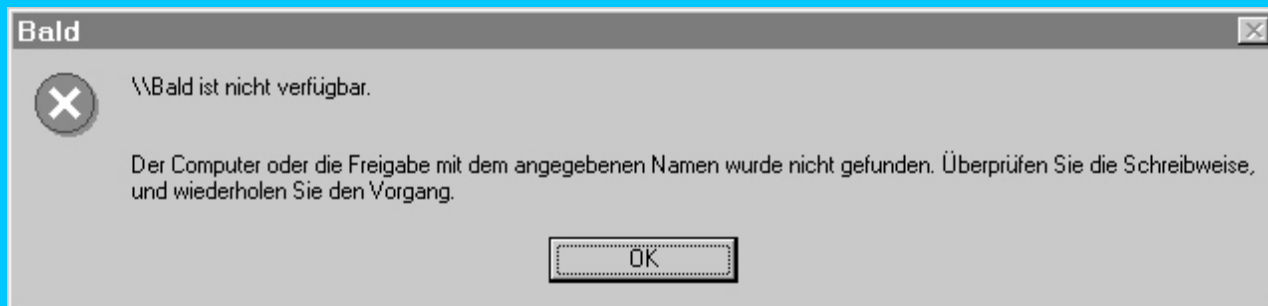 Bald
\\Bald ist nicht verfügbar.
Der Computer oder die Freigabe mit dem angegebenen Namen wurde nicht gefunden. Überprüfen Sie die Schreibweise,
und wiederholen Sie den Vorgang.
OK